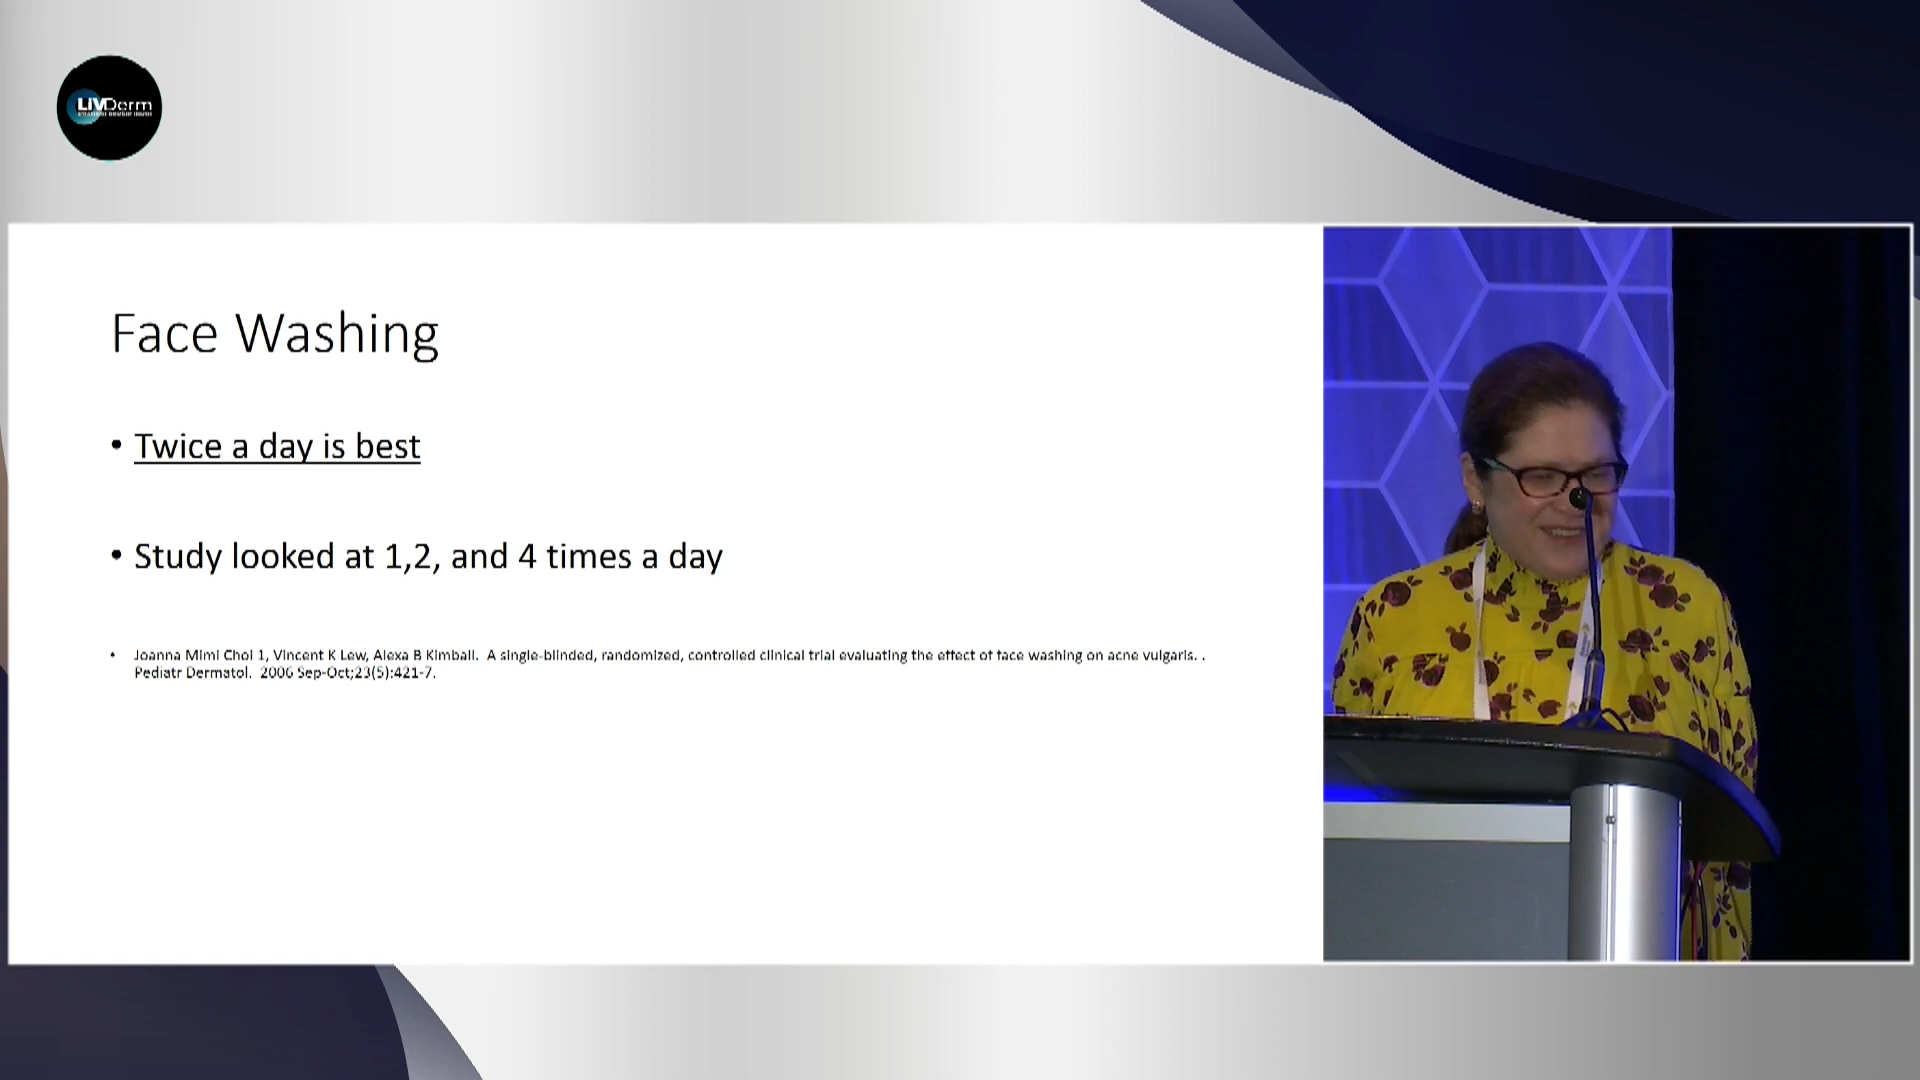 LIVDerm
Face Washing
• Twice a day is best
• Study looked at 1,2, and 4 times a day
• Joanna Mimi Choi 1, Vincent K Lew, Alexa B Kimball. A single-blinded, randomized, controlled clinical trial evaluating the effect of face washing on acne vulgaris. .
Pediatr Dermatol. 2006 Sep-Oct;23(5):421-7.